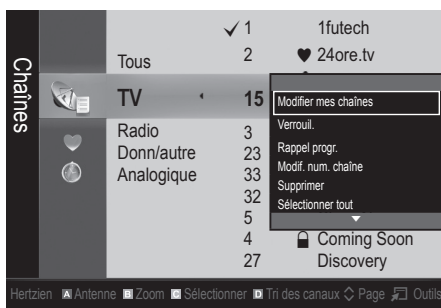 Chaînes
Tous
TV
Radio
Donn/autre
Analogique
1 1futech
2 24ore.tv
15
3
23
33
32
5
4 Coming Soon
27 Discovery
Modifier mes chaînes
Verrouil.
Rappel progr.
Modif. num. chaîne
Supprimer
Sélectionner tout
Hertzien A Antenne B Zoom C Sélectionner D Tri des canaux Page Outils